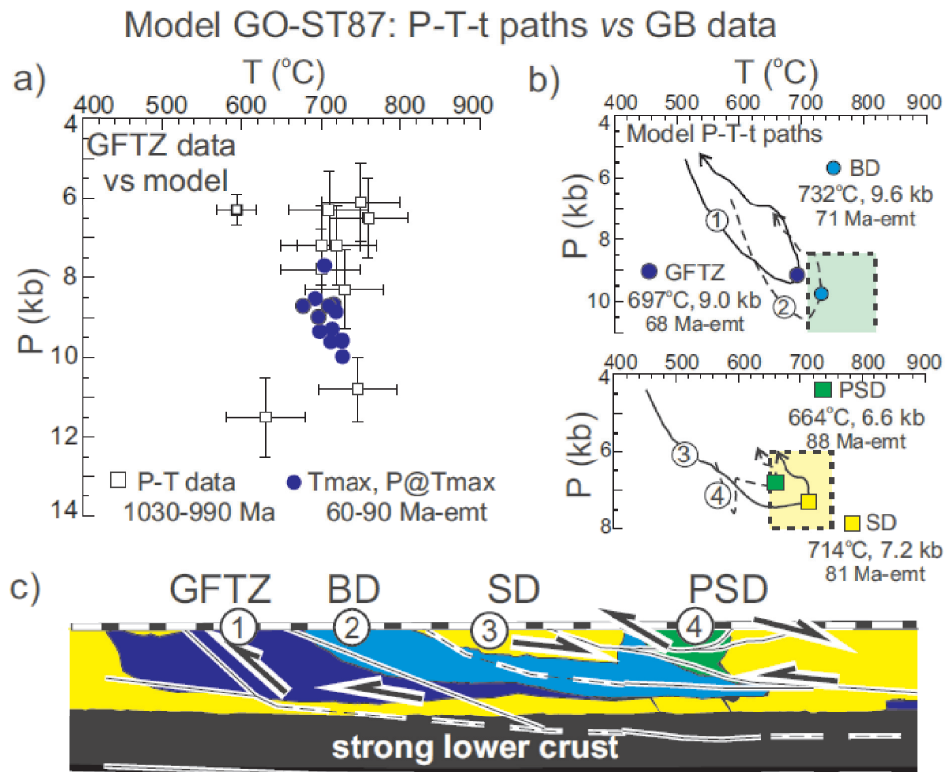 Model GO-ST87: P-T-t paths vs GB data
a)
T (°C)
400 500 600 700 800 900
4
6
8
10
12
14
P (kb)
GFTZ data
vs model
P-T data
1030-990 Ma
Tmax, P@Tmax
60-90 Ma-emt
b)
T (°C)
400 500 600 700 800 900
4
6
8
10
P (kb)
Model P-T-t paths
BD
732°C, 9.6 kb
71 Ma-emt
1
GFTZ
697°C, 9.0 kb
68 Ma-emt
2
400 500 600 700 800 900
4
6
8
P (kb)
PSD
664°C, 6.6 kb
88 Ma-emt
3
4
SD
714°C, 7.2 kb
81 Ma-emt
c)
GFTZ BD SD PSD
1 2 3 4
strong lower crust